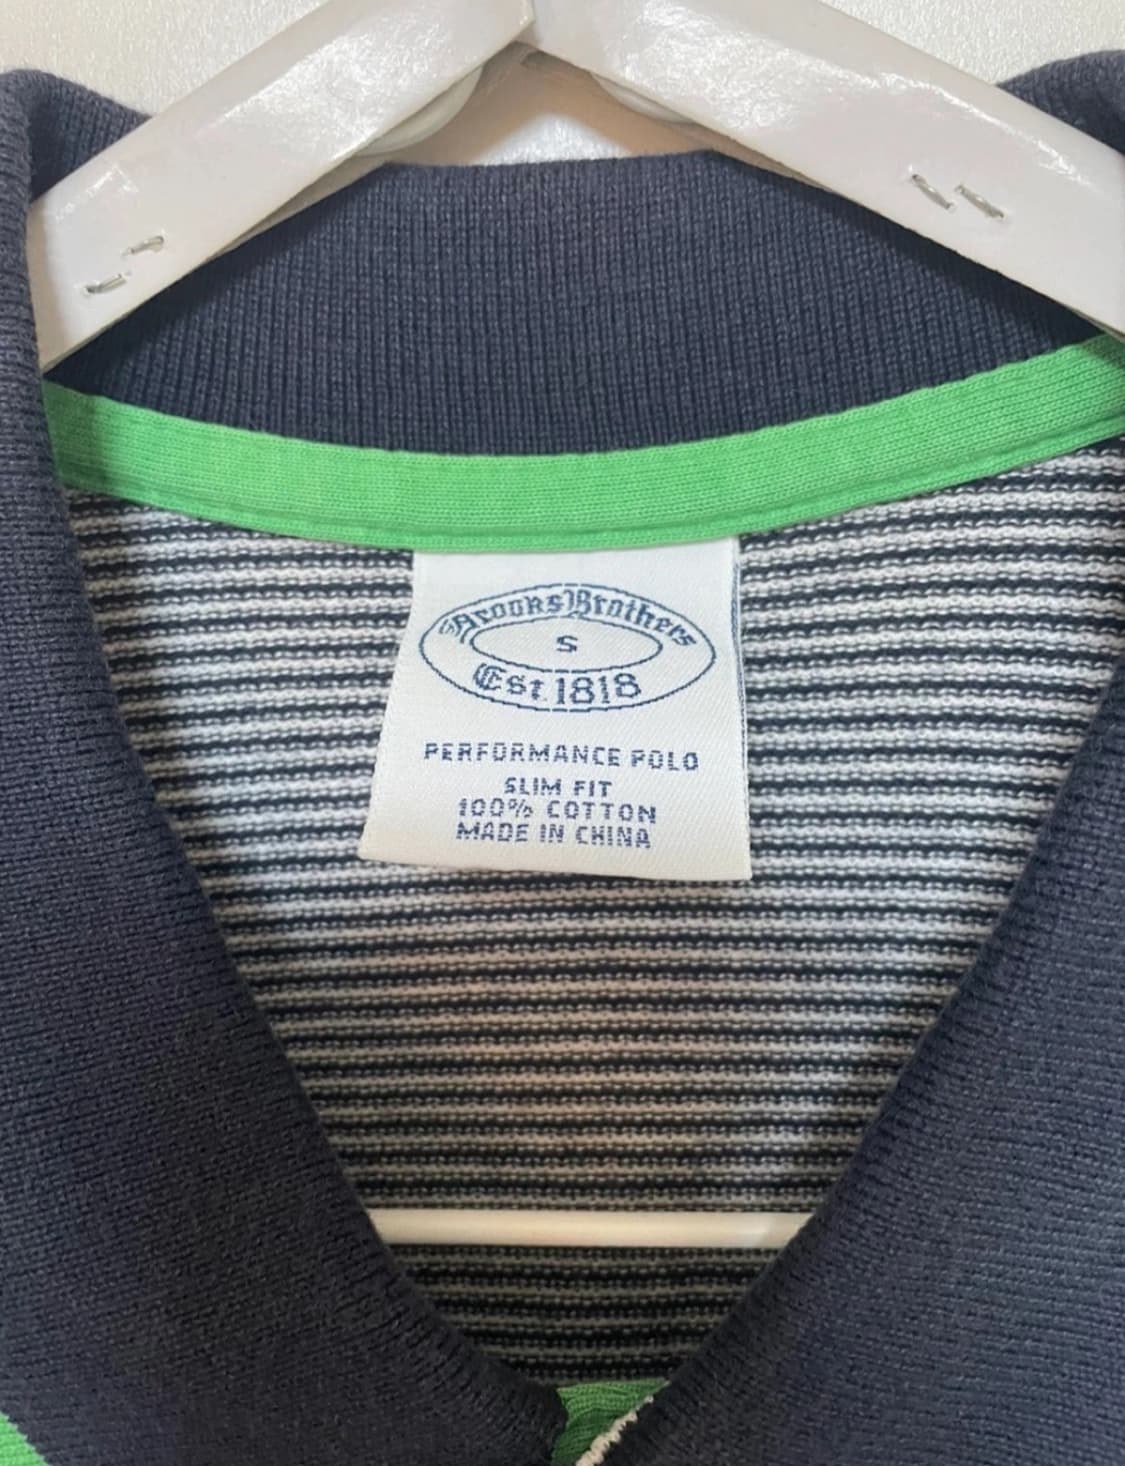 Brooks Brothers
S
Est. 1818
PERFORMANCE POLO
SLIM FIT
100% COTTON
MADE IN CHINA